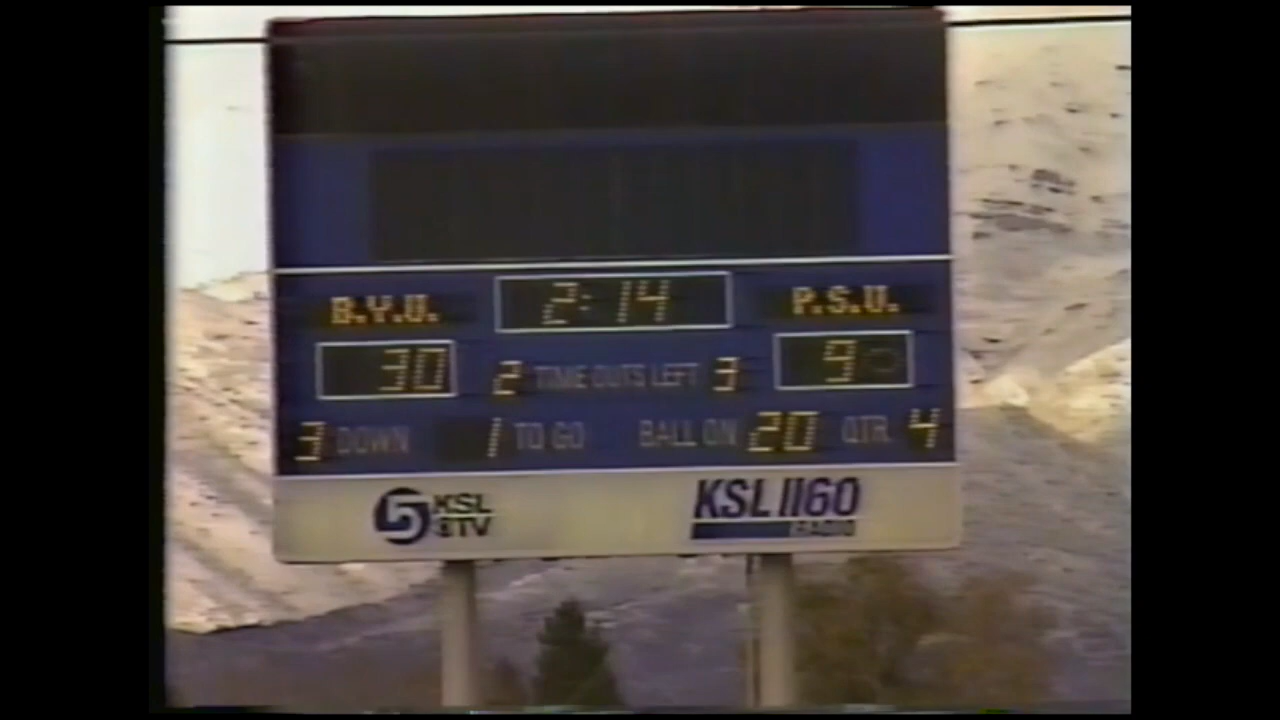 B.Y.U. 2:14 P.S.U.
30 2 TIME OUTS LEFT 3 9
3 DOWN 1 TO GO BALL ON 20 QTR. 4
5 KSL TV
KSL 1160
RADIO